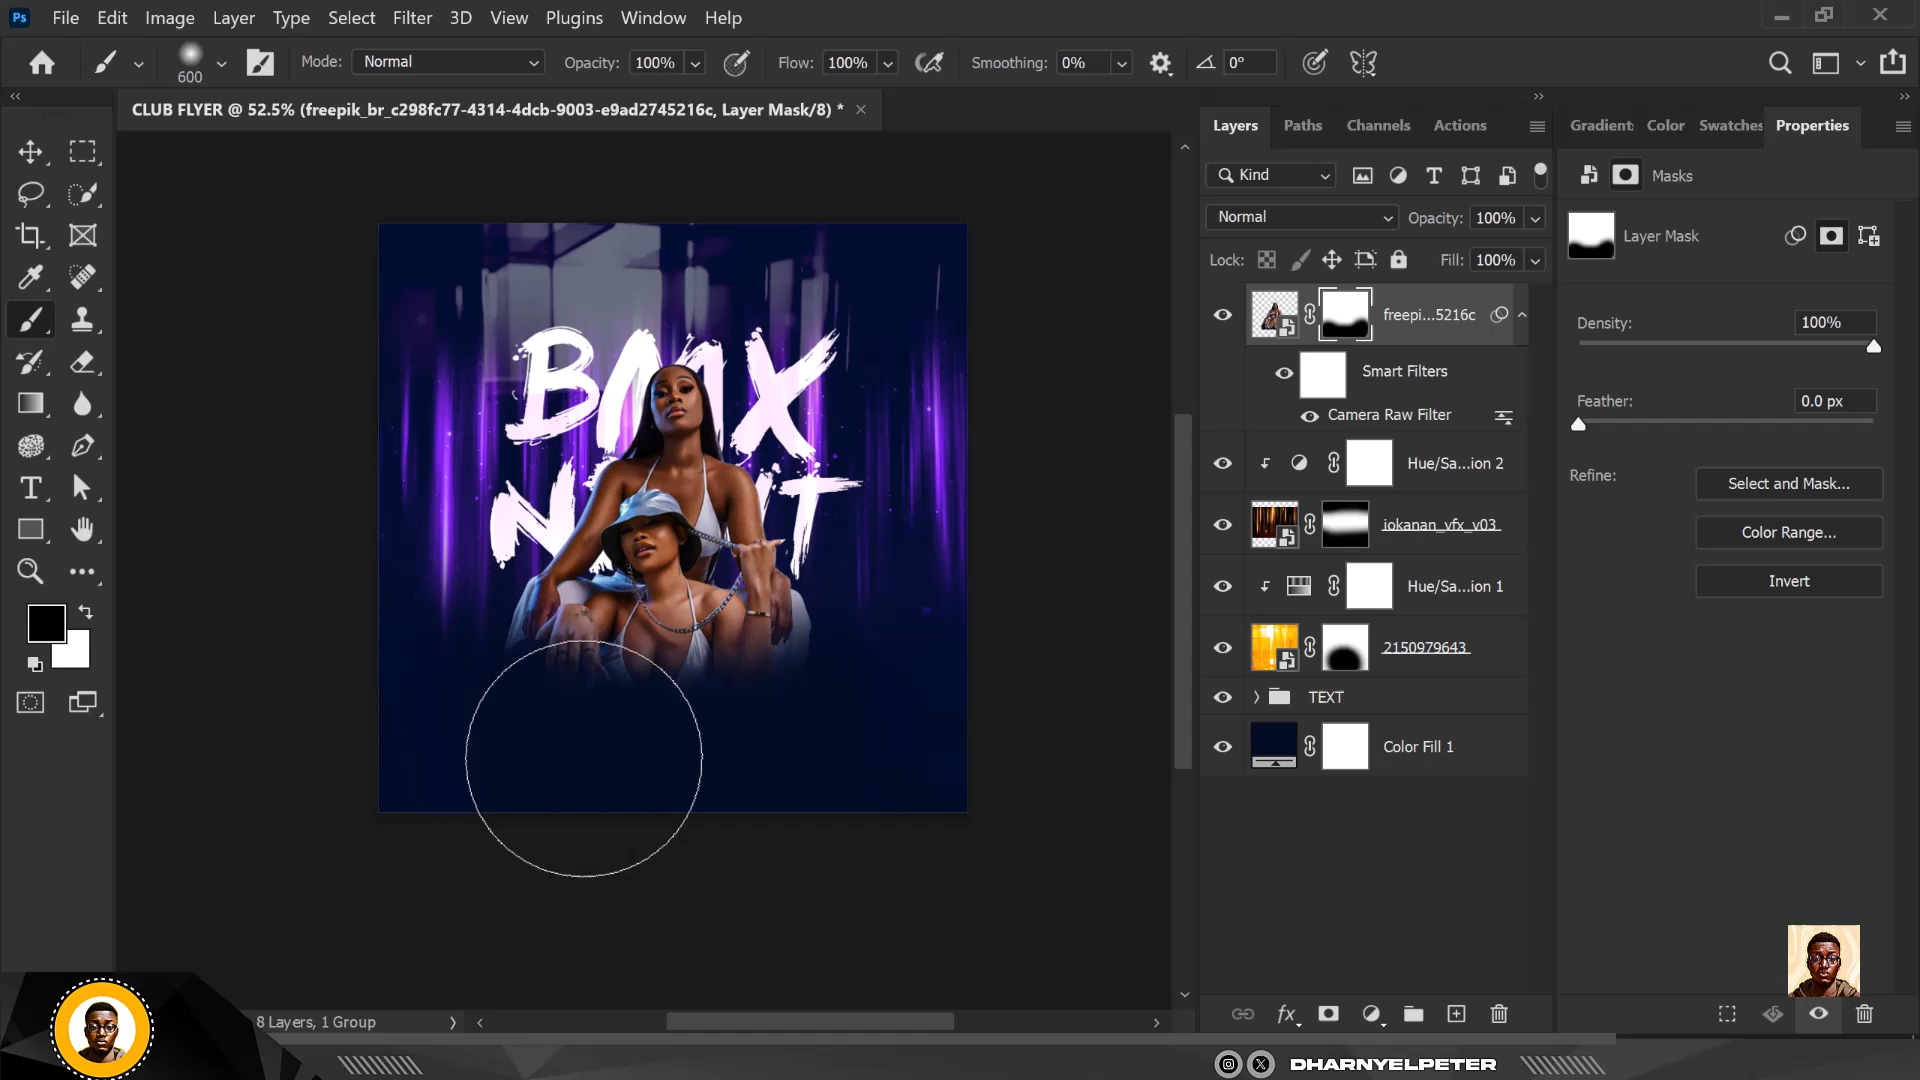 Ps File Edit Image Layer Type Select Filter 3D View Plugins Window Help
600 Mode: Normal Opacity: 100% Flow: 100% Smoothing: 0% 0°
CLUB FLYER @ 52.5% (freepik_br_c298fc77-4314-4dcb-9003-e9ad2745216c, Layer Mask/8) *
Layers Paths Channels Actions
Gradient Color Swatches Properties
Kind
Masks
Normal Opacity: 100%
Layer Mask
Lock: Fill: 100%
freepi...5216c
Density: 100%
Smart Filters
Camera Raw Filter
Feather: 0.0 px
Hue/Sa...ion 2
Refine: Select and Mask...
iokanan_vfx_v03
Color Range...
Hue/Sa...ion 1
Invert
2150979643
TEXT
Color Fill 1
BMX
8 Layers, 1 Group
fx
DHARNYELPETER